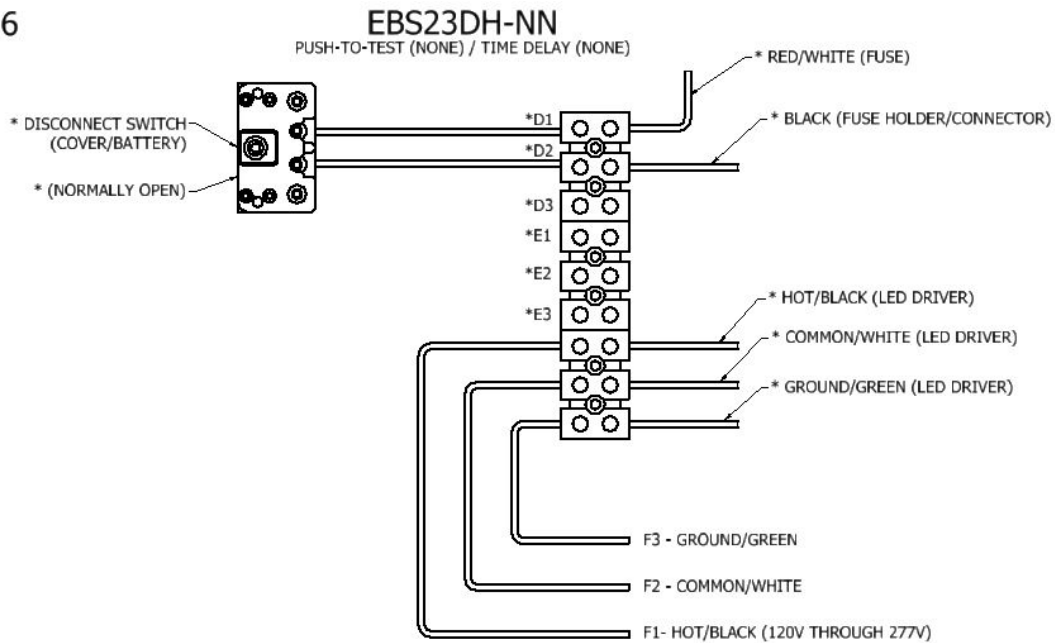 6
EBS23DH-NN
PUSH-TO-TEST (NONE) / TIME DELAY (NONE)
* RED/WHITE (FUSE)
* DISCONNECT SWITCH
(COVER/BATTERY)
* (NORMALLY OPEN)
*D1
* BLACK (FUSE HOLDER/CONNECTOR)
*D2
*D3
*E1
*E2
*E3
* HOT/BLACK (LED DRIVER)
* COMMON/WHITE (LED DRIVER)
* GROUND/GREEN (LED DRIVER)
F3 - GROUND/GREEN
F2 - COMMON/WHITE
F1- HOT/BLACK (120V THROUGH 277V)